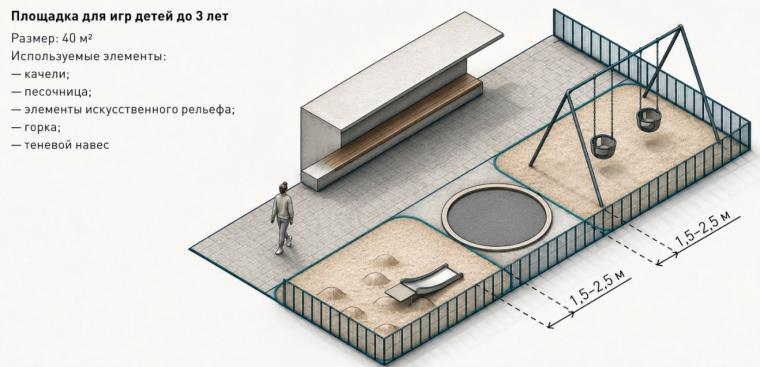 Площадка для игр детей до 3 лет
Размер: 40 м²
Используемые элементы:
— качели;
— песочница;
— элементы искусственного рельефа;
— горка;
— теневой навес
1,5–2,5 м
1,5–2,5 м